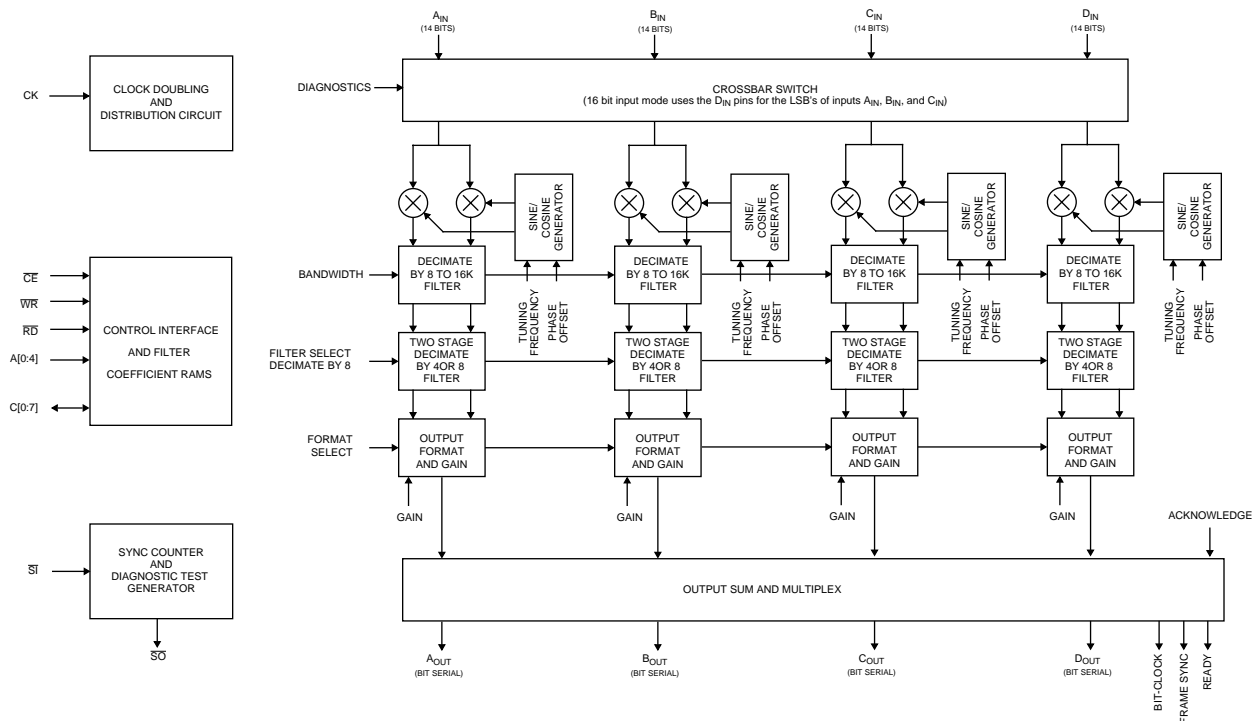 A_IN
(14 BITS)
B_IN
(14 BITS)
C_IN
(14 BITS)
D_IN
(14 BITS)
CK
CLOCK DOUBLING
AND
DISTRIBUTION CIRCUIT
DIAGNOSTICS
CROSSBAR SWITCH
(16 bit input mode uses the D_IN pins for the LSB's of inputs A_IN, B_IN, and C_IN)
SINE/
COSINE
GENERATOR
SINE/
COSINE
GENERATOR
SINE/
COSINE
GENERATOR
SINE/
COSINE
GENERATOR
BANDWIDTH
DECIMATE
BY 8 TO 16K
FILTER
DECIMATE
BY 8 TO 16K
FILTER
DECIMATE
BY 8 TO 16K
FILTER
DECIMATE
BY 8 TO 16K
FILTER
TUNING
FREQUENCY
PHASE
OFFSET
TUNING
FREQUENCY
PHASE
OFFSET
TUNING
FREQUENCY
PHASE
OFFSET
TUNING
FREQUENCY
PHASE
OFFSET
C̅E̅
W̅R̅
R̅D̅
A[0:4]
C[0:7]
CONTROL INTERFACE
AND FILTER
COEFFICIENT RAMS
FILTER SELECT
DECIMATE BY 8
TWO STAGE
DECIMATE
BY 4OR 8
FILTER
TWO STAGE
DECIMATE
BY 4OR 8
FILTER
TWO STAGE
DECIMATE
BY 4OR 8
FILTER
TWO STAGE
DECIMATE
BY 4OR 8
FILTER
FORMAT
SELECT
OUTPUT
FORMAT
AND GAIN
OUTPUT
FORMAT
AND GAIN
OUTPUT
FORMAT
AND GAIN
OUTPUT
FORMAT
AND GAIN
GAIN
GAIN
GAIN
GAIN
ACKNOWLEDGE
S̅I̅
SYNC COUNTER
AND
DIAGNOSTIC TEST
GENERATOR
S̅O̅
OUTPUT SUM AND MULTIPLEX
A_OUT
(BIT SERIAL)
B_OUT
(BIT SERIAL)
C_OUT
(BIT SERIAL)
D_OUT
(BIT SERIAL)
BIT-CLOCK
FRAME SYNC
READY